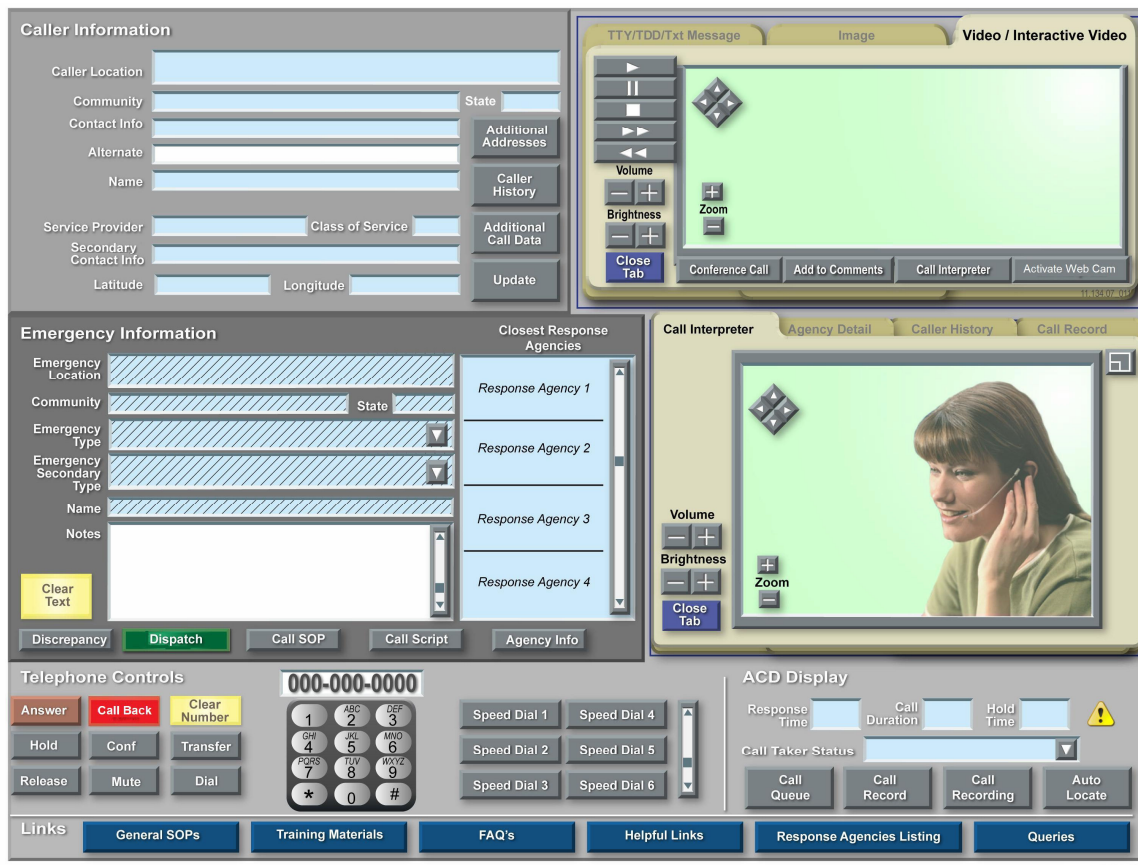 Caller Information
Caller Location
Community
State
Contact Info
Alternate
Name
Service Provider
Class of Service
Secondary
Contact Info
Latitude
Longitude
Additional
Addresses
Caller
History
Additional
Call Data
Update
TTY/TDD/Txt Message
Image
Video / Interactive Video
Volume
Brightness
Close
Tab
Zoom
Conference Call
Add to Comments
Call Interpreter
Activate Web Cam
Emergency Information
Emergency
Location
Community
State
Emergency
Type
Emergency
Secondary
Type
Name
Notes
Clear
Text
Closest Response
Agencies
Response Agency 1
Response Agency 2
Response Agency 3
Response Agency 4
Discrepancy
Dispatch
Call SOP
Call Script
Agency Info
Call Interpreter
Agency Detail
Caller History
Call Record
Volume
Brightness
Close
Tab
Zoom
Telephone Controls
Answer
Call Back
Clear
Number
Hold
Conf
Transfer
Release
Mute
Dial
000-000-0000
1
ABC
2
DEF
3
GHI
4
JKL
5
MNO
6
PQRS
7
TUV
8
WXYZ
9
*
0
#
Speed Dial 1
Speed Dial 4
Speed Dial 2
Speed Dial 5
Speed Dial 3
Speed Dial 6
ACD Display
Response
Time
Call
Duration
Hold
Time
Call Taker Status
Call
Queue
Call
Record
Call
Recording
Auto
Locate
Links
General SOPs
Training Materials
FAQ's
Helpful Links
Response Agencies Listing
Queries